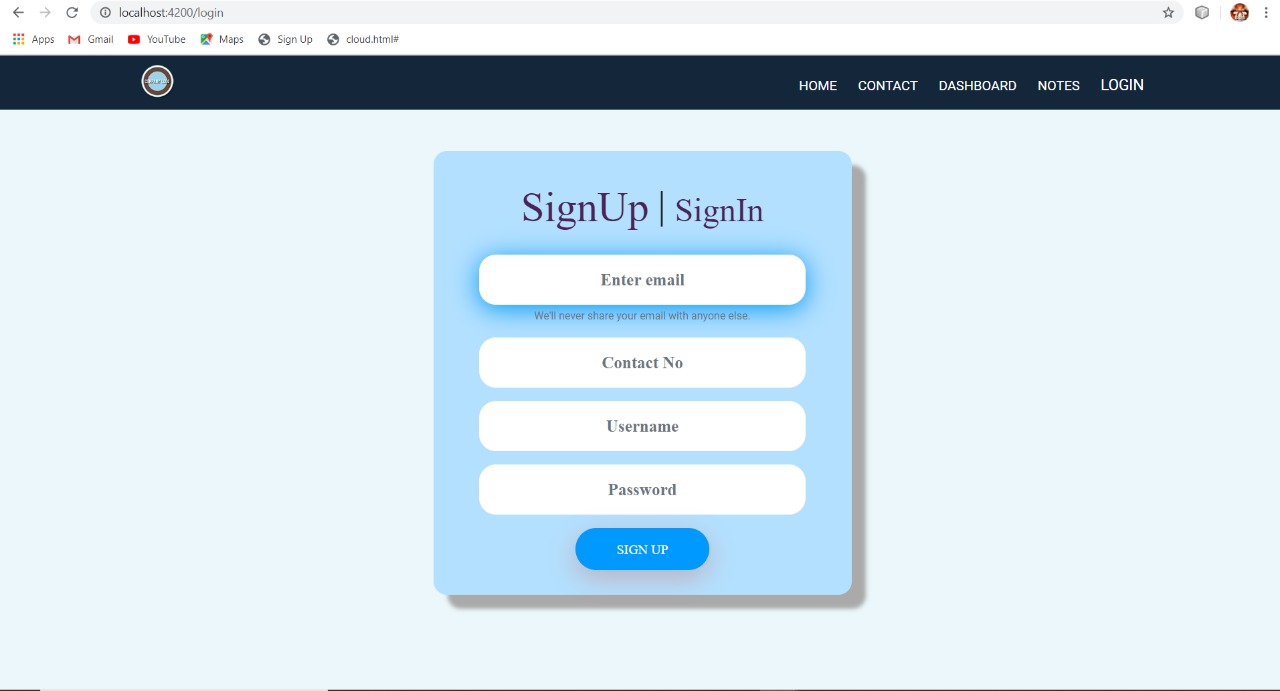 localhost:4200/login
Apps Gmail YouTube Maps Sign Up cloud.html#
HOME CONTACT DASHBOARD NOTES LOGIN
SignUp | SignIn
Enter email
We'll never share your email with anyone else.
Contact No
Username
Password
SIGN UP